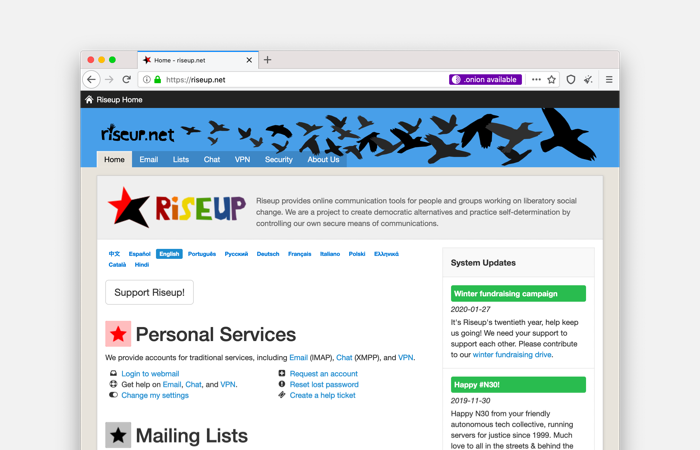 Home - riseup.net
https://riseup.net
.onion available
Riseup Home
riseup.net
Home Email Lists Chat VPN Security About Us
RiSEUP
Riseup provides online communication tools for people and groups working on liberatory social
change. We are a project to create democratic alternatives and practice self-determination by
controlling our own secure means of communications.
中文 Español English Português Русский Deutsch Français Italiano Polski Ελληνικά
Català Hindi
Support Riseup!
Personal Services
We provide accounts for traditional services, including Email (IMAP), Chat (XMPP), and VPN.
Login to webmail
Get help on Email, Chat, and VPN.
Change my settings
Request an account
Reset lost password
Create a help ticket
Mailing Lists
System Updates
Winter fundraising campaign
2020-01-27
It's Riseup's twentieth year, help keep
us going! We need your support to
support each other. Please contribute
to our winter fundraising drive.
Happy #N30!
2019-11-30
Happy N30 from your friendly
autonomous tech collective, running
servers for justice since 1999. Much
love to all in the streets & behind the